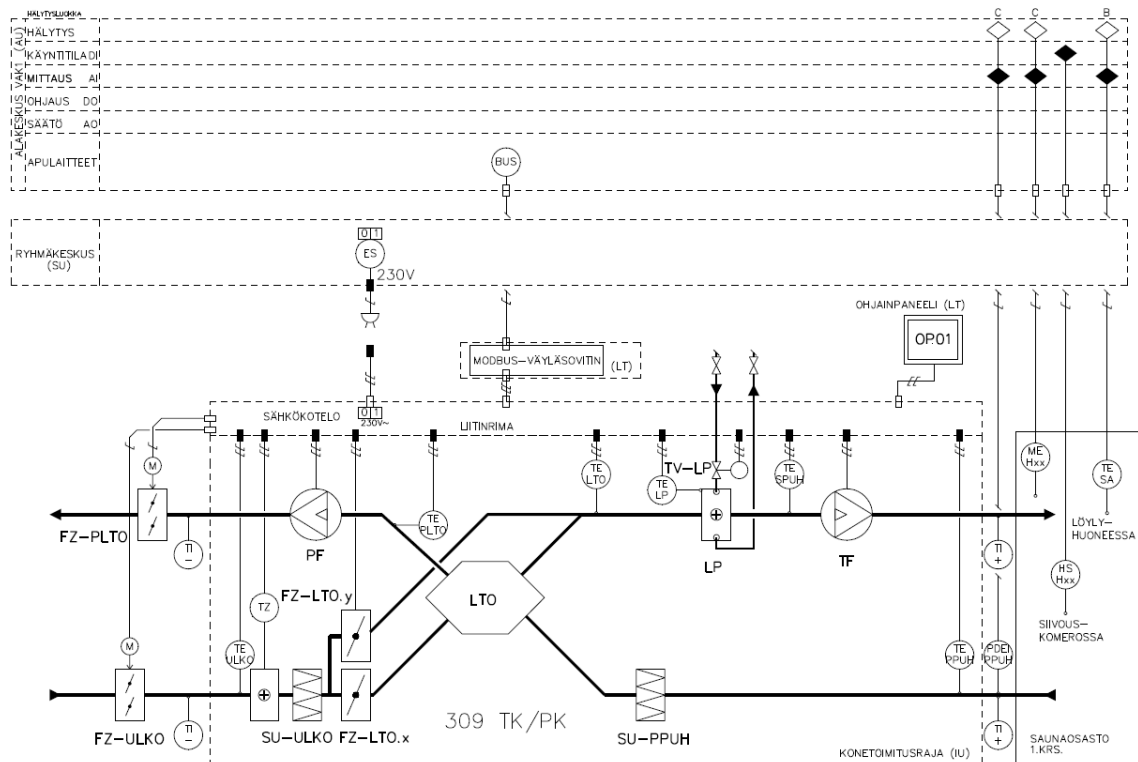 HÄLYTYSLUOKKA
C C B
ALAKESKUS VAK1 (AU)
HÄLYTYS
KÄYNTITILA DI
MITTAUS AI
OHJAUS DO
SÄÄTÖ AO
APULAITTEET
BUS
RYHMÄKESKUS
(SU)
0 1
ES
230V
OHJAINPANEELI (LT)
OP.01
MODBUS-VÄYLÄSOVITIN
(LT)
SÄHKÖKOTELO
0 1
230V~
LIITINRIMA
M
TE
PLTO
TE
LTO
TE
LP
TV-LP
TE
SPUH
ME
Hxx
TE
SA
FZ-PLTO
TI
-
PF
LP
TF
TI
+
LÖYLY-
HUONEESSA
HS
Hxx
SIIVOUS-
KOMEROSSA
TZ
FZ-LTO.y
LTO
M
TE
ULKO
TE
PPUH
PDEI
PPUH
FZ-ULKO
TI
-
SU-ULKO
FZ-LTO.x
309 TK/PK
SU-PPUH
TI
+
KONETOIMITUSRAJA (IU)
SAUNAOSASTO
1.KRS.